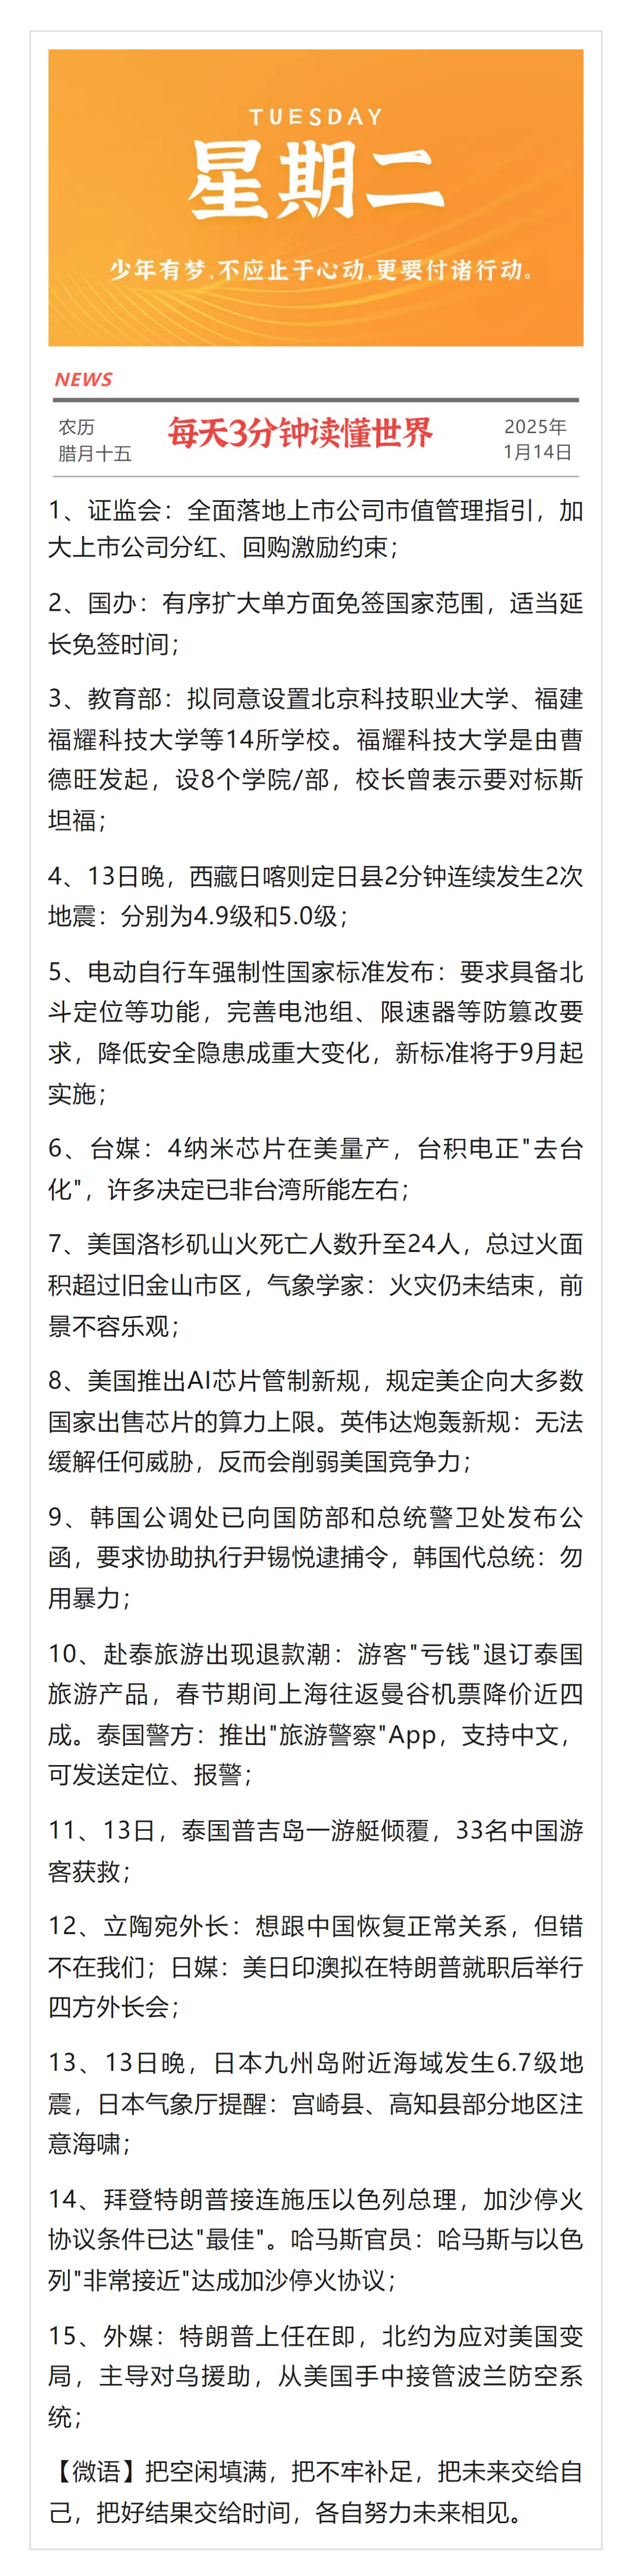 TUESDAY
星期二
少年有梦,不应止于心动,更要付诸行动。
NEWS
农历
腊月十五
每天3分钟读懂世界
2025年
1月14日
1、证监会：全面落地上市公司市值管理指引，加
大上市公司分红、回购激励约束；
2、国办：有序扩大单方面免签国家范围，适当延
长免签时间；
3、教育部：拟同意设置北京科技职业大学、福建
福耀科技大学等14所学校。福耀科技大学是由曹
德旺发起，设8个学院/部，校长曾表示要对标斯
坦福；
4、13日晚，西藏日喀则定日县2分钟连续发生2次
地震：分别为4.9级和5.0级；
5、电动自行车强制性国家标准发布：要求具备北
斗定位等功能，完善电池组、限速器等防篡改要
求，降低安全隐患成重大变化，新标准将于9月起
实施；
6、台媒：4纳米芯片在美量产，台积电正"去台
化"，许多决定已非台湾所能左右；
7、美国洛杉矶山火死亡人数升至24人，总过火面
积超过旧金山市区，气象学家：火灾仍未结束，前
景不容乐观；
8、美国推出AI芯片管制新规，规定美企向大多数
国家出售芯片的算力上限。英伟达炮轰新规：无法
缓解任何威胁，反而会削弱美国竞争力；
9、韩国公调处已向国防部和总统警卫处发布公
函，要求协助执行尹锡悦逮捕令，韩国代总统：勿
用暴力；
10、赴泰旅游出现退款潮：游客"亏钱"退订泰国
旅游产品，春节期间上海往返曼谷机票降价近四
成。泰国警方：推出"旅游警察"App，支持中文，
可发送定位、报警；
11、13日，泰国普吉岛一游艇倾覆，33名中国游
客获救；
12、立陶宛外长：想跟中国恢复正常关系，但错
不在我们；日媒：美日印澳拟在特朗普就职后举行
四方外长会；
13、13日晚，日本九州岛附近海域发生6.7级地
震，日本气象厅提醒：宫崎县、高知县部分地区注
意海啸；
14、拜登特朗普接连施压以色列总理，加沙停火
协议条件已达"最佳"。哈马斯官员：哈马斯与以色
列"非常接近"达成加沙停火协议；
15、外媒：特朗普上任在即，北约为应对美国变
局，主导对乌援助，从美国手中接管波兰防空系
统；
【微语】把空闲填满，把不牢补足，把未来交给自
己，把好结果交给时间，各自努力未来相见。